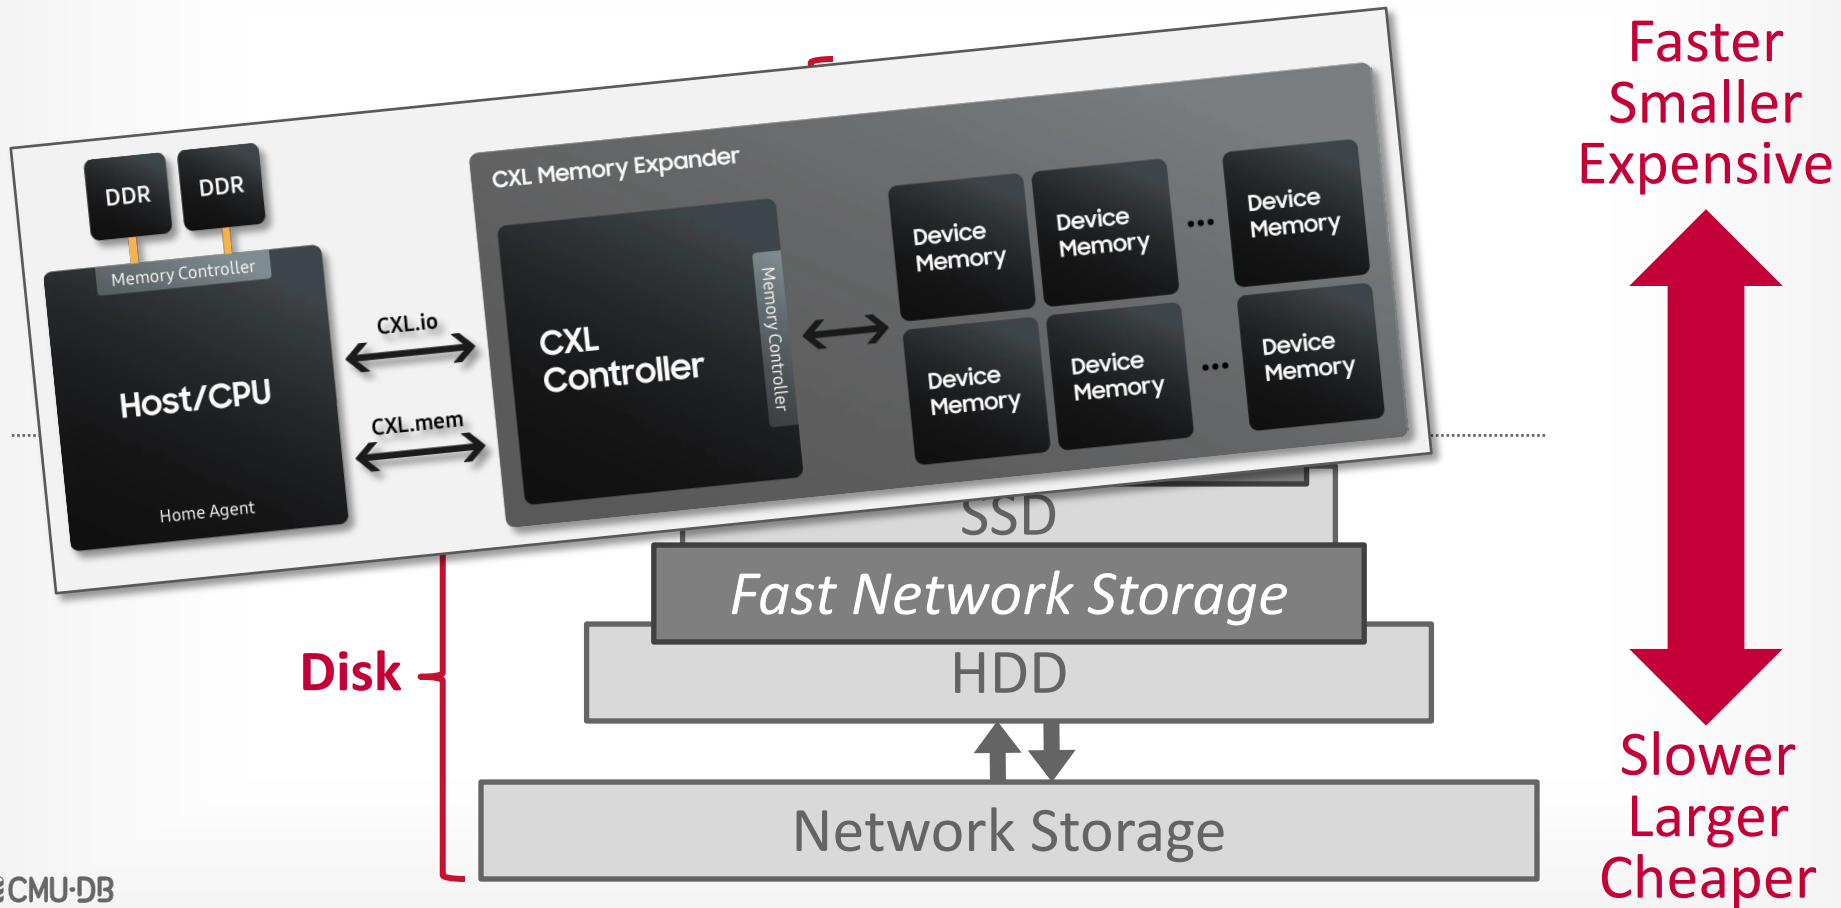 Faster
Smaller
Expensive
DDR
DDR
Memory Controller
Host/CPU
Home Agent
CXL.io
CXL.mem
CXL Memory Expander
CXL
Controller
Memory Controller
Device
Memory
Device
Memory
...
Device
Memory
Device
Memory
Device
Memory
...
Device
Memory
SSD
Fast Network Storage
Disk
HDD
Network Storage
Slower
Larger
Cheaper
CMU·DB